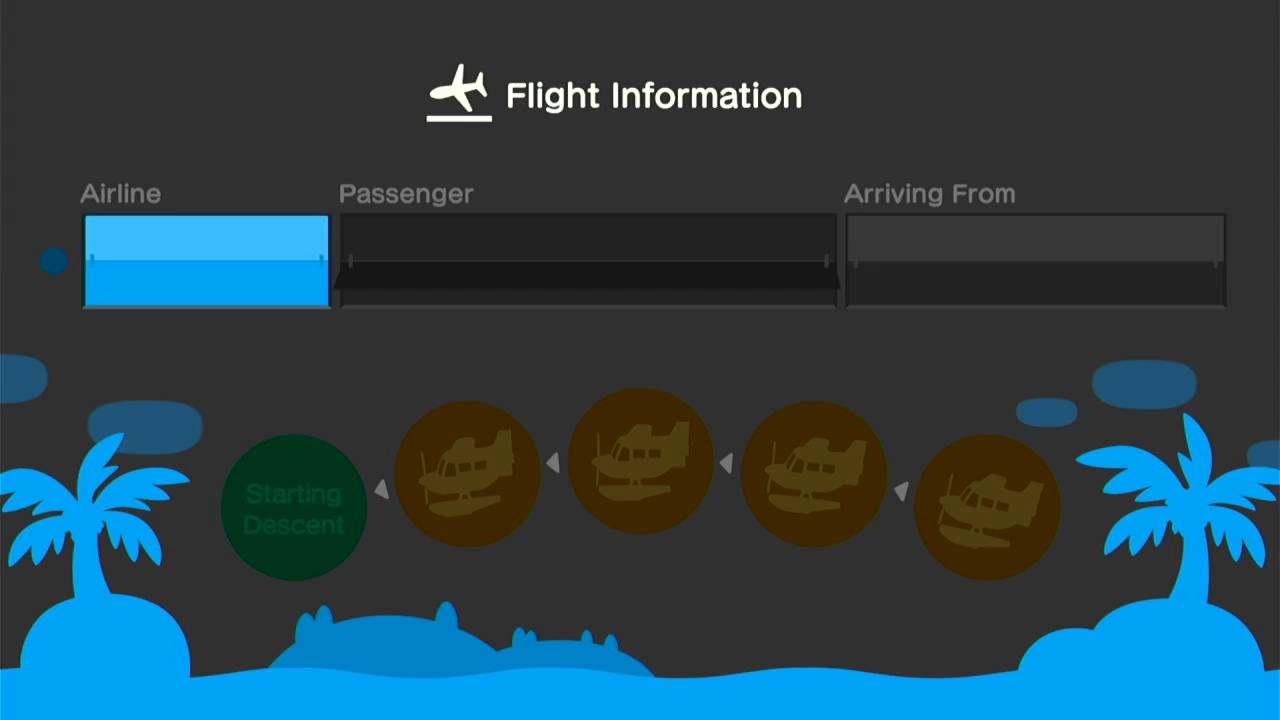 Flight Information
Airline
Passenger
Arriving From
Starting
Descent